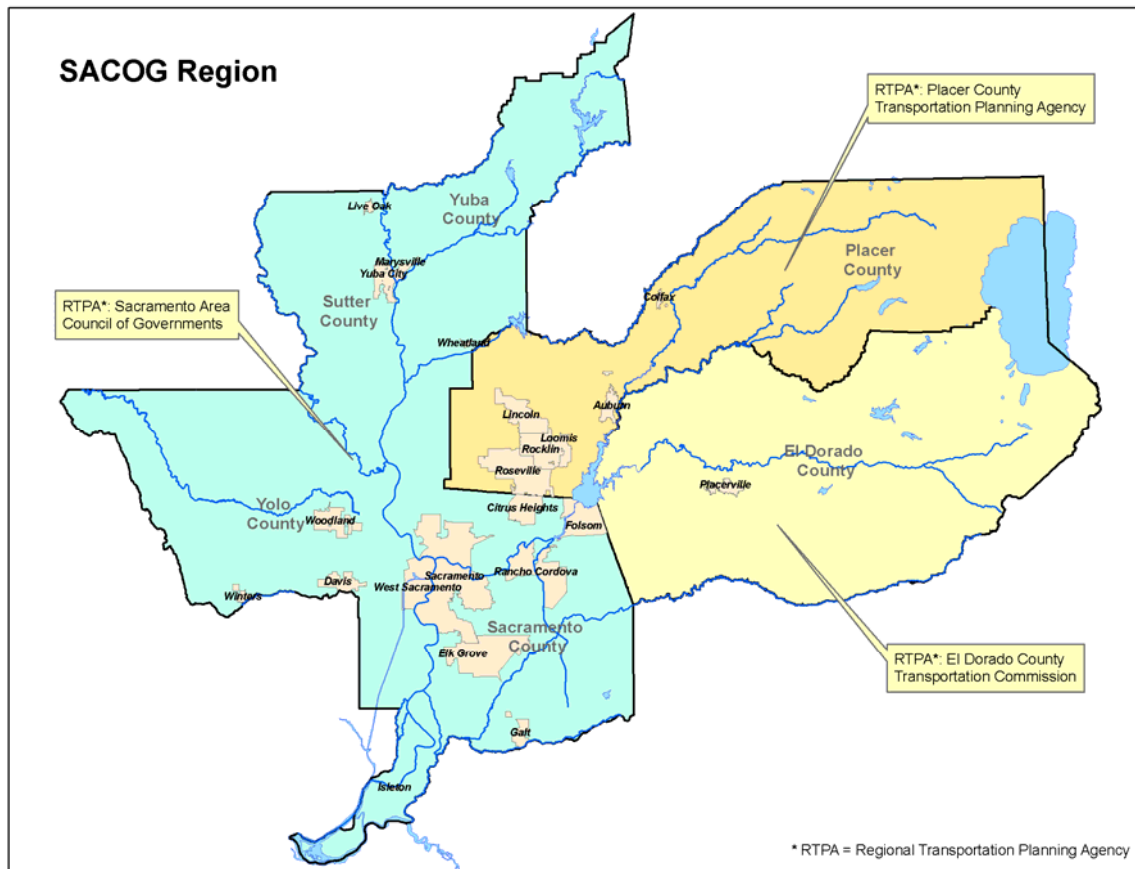 SACOG Region
RTPA*: Placer County
Transportation Planning Agency
Yuba
County
Live Oak
Placer
County
Marysville
Yuba City
Colfax
Sutter
County
RTPA*: Sacramento Area
Council of Governments
Wheatland
Auburn
Lincoln
Loomis
Rocklin
El Dorado
County
Roseville
Placerville
Citrus Heights
Yolo
County
Woodland
Folsom
Rancho Cordova
Sacramento
West Sacramento
Davis
Winters
Sacramento
County
Elk Grove
RTPA*: El Dorado County
Transportation Commission
Galt
Isleton
* RTPA = Regional Transportation Planning Agency